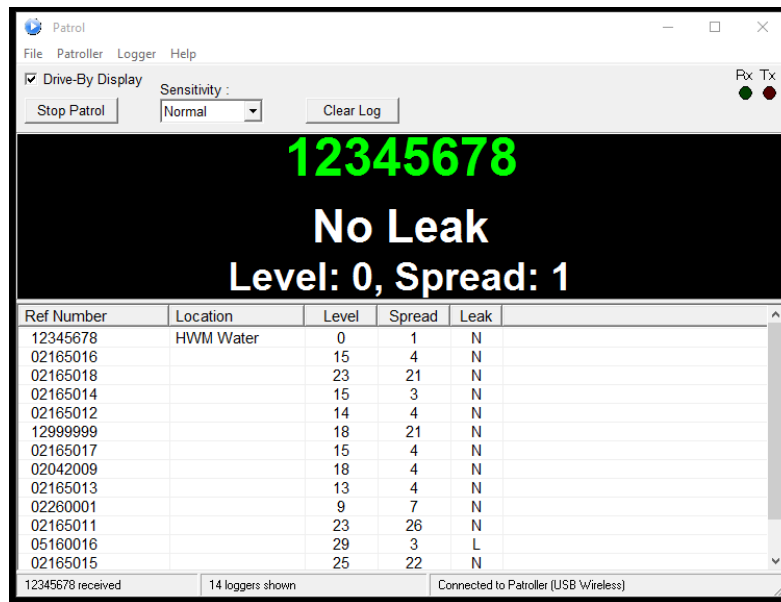 Patrol
File Patroller Logger Help
Drive-By Display
Sensitivity :
Rx Tx
Stop Patrol Normal Clear Log
12345678
No Leak
Level: 0, Spread: 1
Ref Number Location Level Spread Leak
12345678 HWM Water 0 1 N
02165016 15 4 N
02165018 23 21 N
02165014 15 3 N
02165012 14 4 N
12999999 18 21 N
02165017 15 4 N
02042009 18 4 N
02165013 13 4 N
02260001 9 7 N
02165011 23 26 N
05160016 29 3 L
02165015 25 22 N
12345678 received 14 loggers shown Connected to Patroller (USB Wireless)